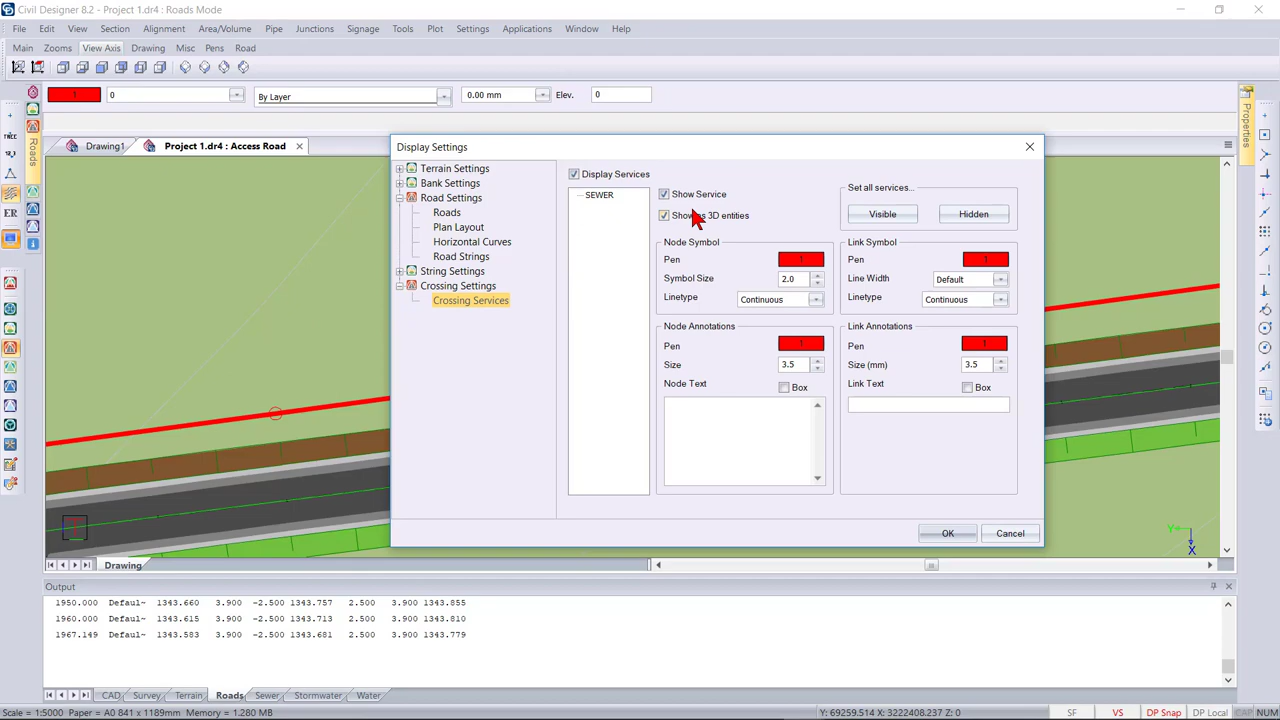 Civil Designer 8.2 - Project 1.dr4 : Roads Mode
File Edit View Section Alignment Area/Volume Pipe Junctions Signage Tools Plot Settings Applications Window Help
Main Zooms View Axis Drawing Misc Pens Road
1 0 By Layer 0.00 mm Elev. 0
Drawing1 Project 1.dr4 : Access Road
Roads
Properties
ER
Display Settings
Terrain Settings
Bank Settings
Road Settings
Roads
Plan Layout
Horizontal Curves
Road Strings
String Settings
Crossing Settings
Crossing Services
Display Services
SEWER
Show Service
3D entities
Set all services...
Visible Hidden
Node Symbol
Pen 1
Symbol Size 2.0
Linetype Continuous
Link Symbol
Pen 1
Line Width Default
Linetype Continuous
Node Annotations
Pen 1
Size 3.5
Node Text Box
Link Annotations
Pen 1
Size (mm) 3.5
Link Text Box
OK Cancel
Y
X
Drawing
Output
1950.000 Defaul~ 1343.660 3.900 -2.500 1343.757 2.500 3.900 1343.855
1960.000 Defaul~ 1343.615 3.900 -2.500 1343.713 2.500 3.900 1343.810
1967.149 Defaul~ 1343.583 3.900 -2.500 1343.681 2.500 3.900 1343.779
CAD Survey Terrain Roads Sewer Stormwater Water
Scale = 1:5000 Paper = A0 841 x 1189mm Memory = 1.280 MB Y: 69259.514 X: 3222408.237 Z: 0 SF VS DP Snap DP Local CAP NUM